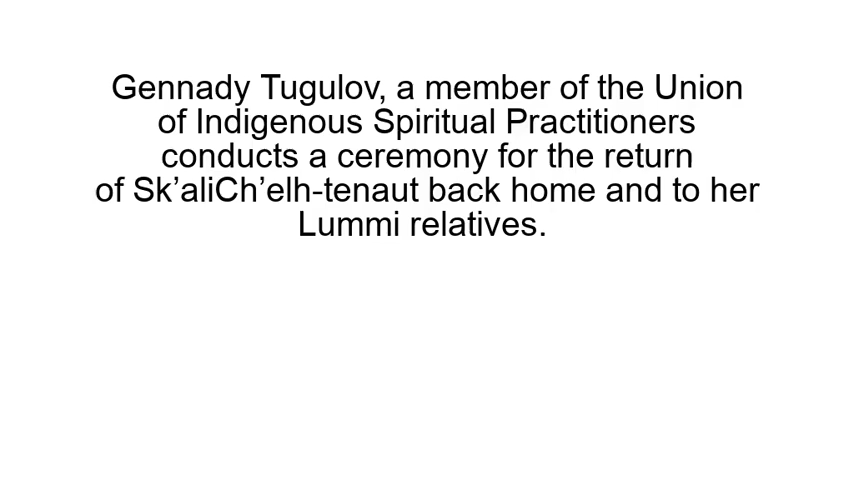 Gennady Tugulov, a member of the Union
of Indigenous Spiritual Practitioners
conducts a ceremony for the return
of Sk’aliCh’elh-tenaut back home and to her
Lummi relatives.